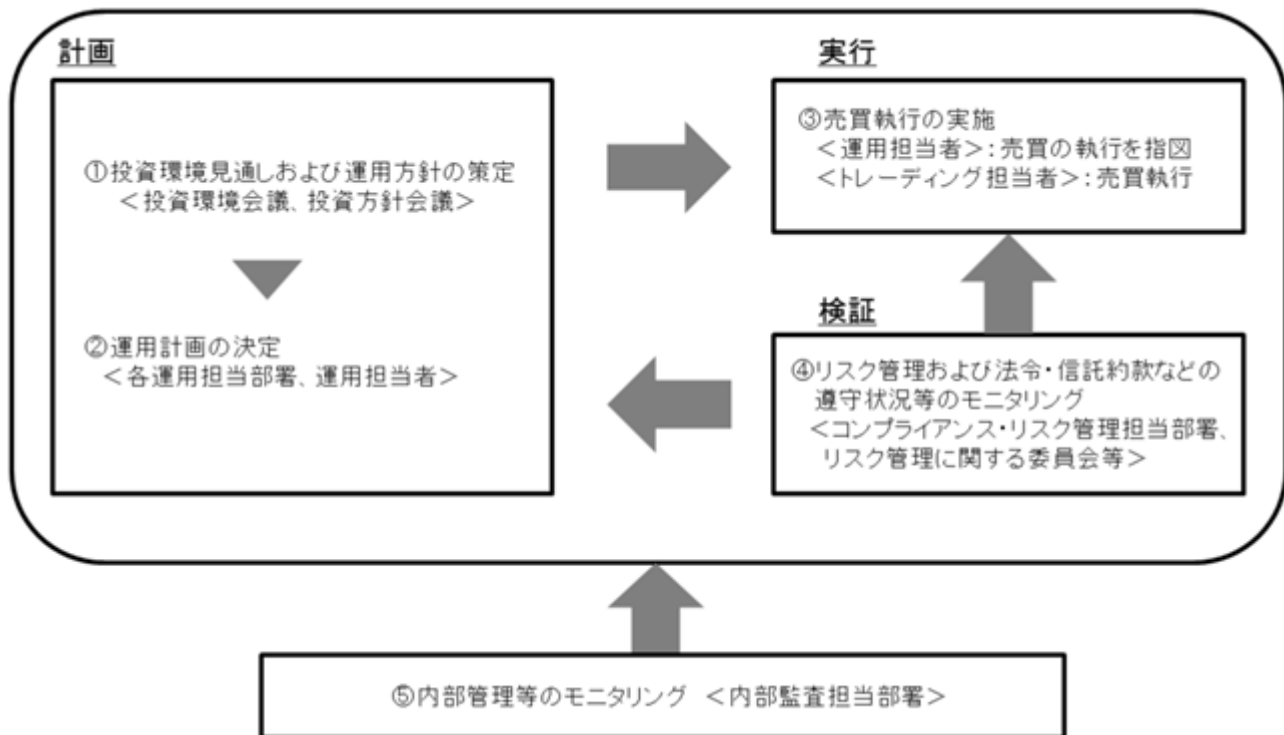 計画
①投資環境見通しおよび運用方針の策定
＜投資環境会議、投資方針会議＞
②運用計画の決定
＜各運用担当部署、運用担当者＞
実行
③売買執行の実施
＜運用担当者＞：売買の執行を指図
＜トレーディング担当者＞：売買執行
検証
④リスク管理および法令・信託約款などの
遵守状況等のモニタリング
＜コンプライアンス・リスク管理担当部署、
リスク管理に関する委員会等＞
⑤内部管理等のモニタリング　＜内部監査担当部署＞